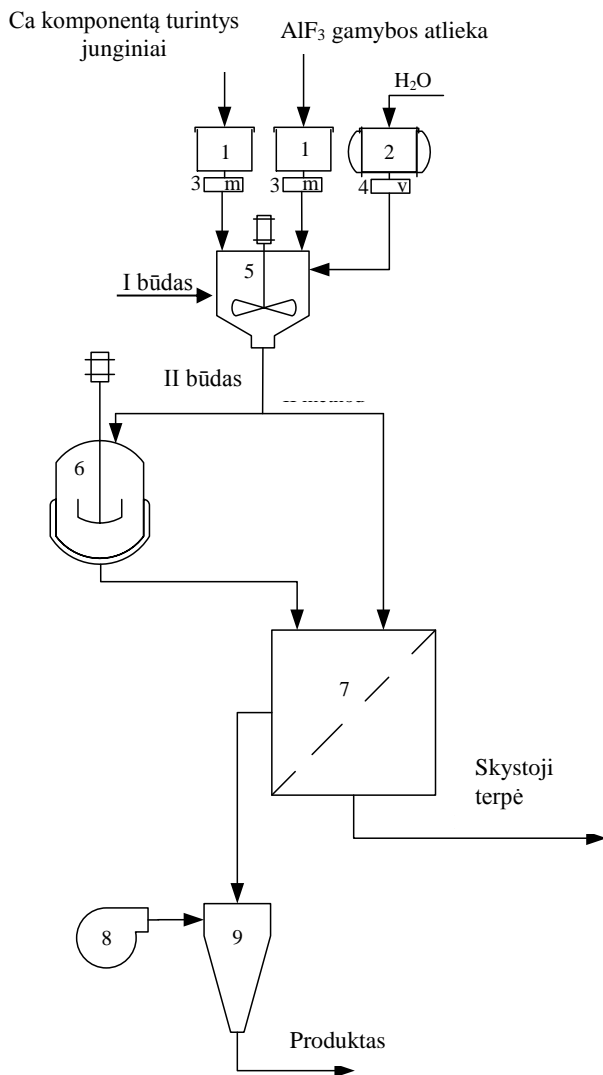 Ca komponentą turintys
junginiai
AlF₃ gamybos atlieka
H₂O
1
1
2
3 m
3 m
4 v
5
I būdas
II būdas
6
7
Skystoji
terpė
8
9
Produktas